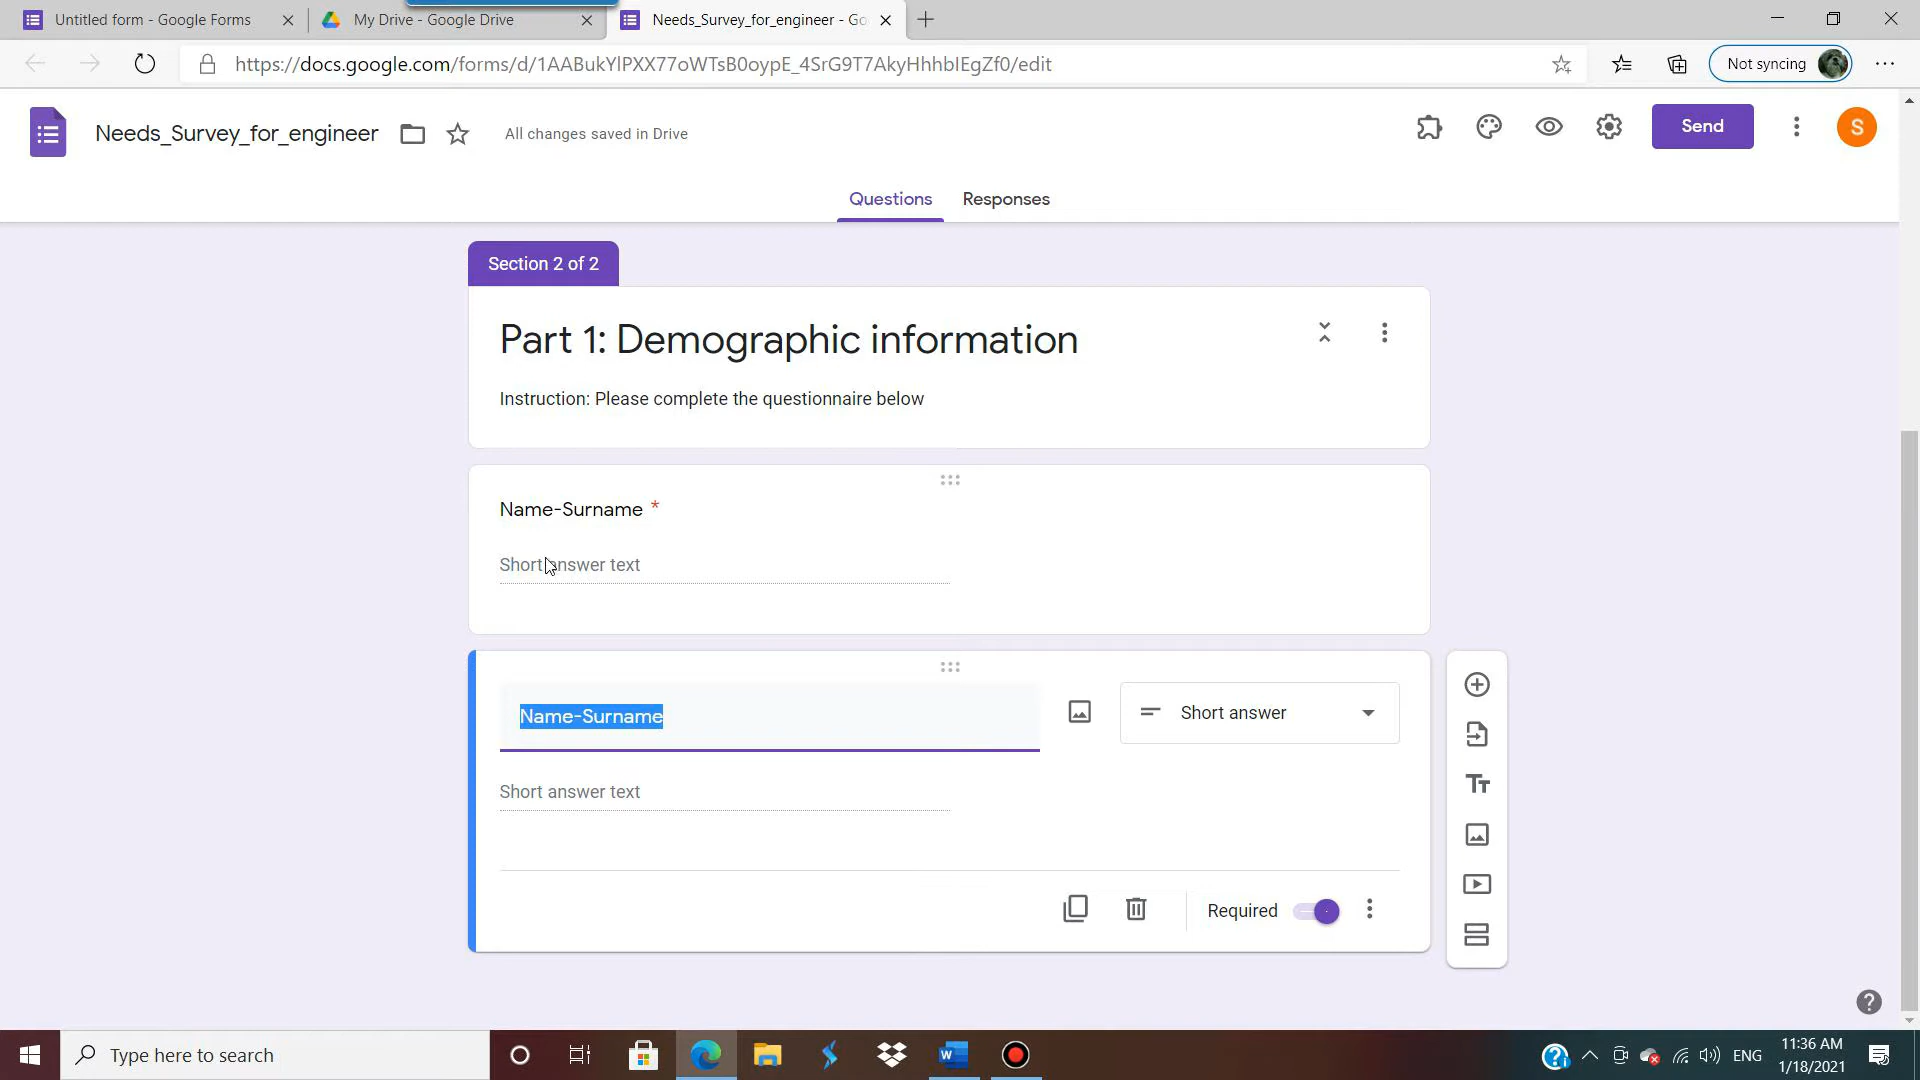 Untitled form - Google Forms
My Drive - Google Drive
Needs_Survey_for_engineer - Go
https://docs.google.com/forms/d/1AABukYlPXX77oWTsB0oypE_4SrG9T7AkyHhhbIEgZf0/edit
Not syncing
Needs_Survey_for_engineer
All changes saved in Drive
Send
S
Questions
Responses
Section 2 of 2
Part 1: Demographic information
Instruction: Please complete the questionnaire below
Name-Surname *
Short answer text
Name-Surname
Short answer
Short answer text
Required
Type here to search
ENG
11:36 AM
1/18/2021